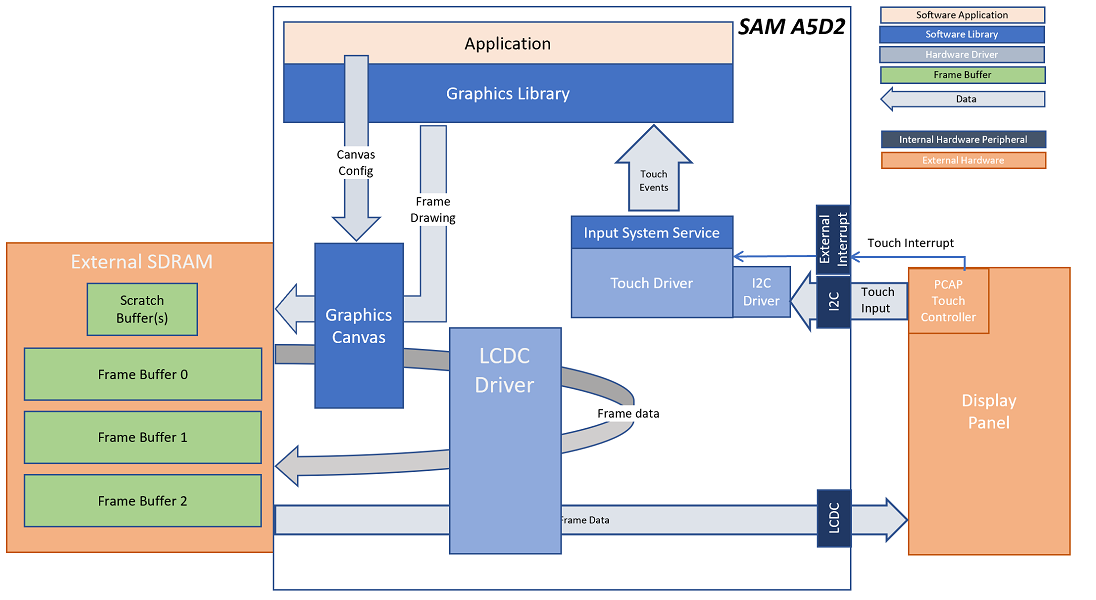 SAM A5D2
Application
Graphics Library
Canvas
Config
Frame
Drawing
Touch
Events
Input System Service
Touch Driver
I2C
Driver
External
Interrupt
I2C
Touch Interrupt
Touch
Input
PCAP
Touch
Controller
Display
Panel
External SDRAM
Scratch
Buffer(s)
Frame Buffer 0
Frame Buffer 1
Frame Buffer 2
Graphics
Canvas
LCDC
Driver
Frame data
Frame Data
LCDC
Software Application
Software Library
Hardware Driver
Frame Buffer
Data
Internal Hardware Peripheral
External Hardware